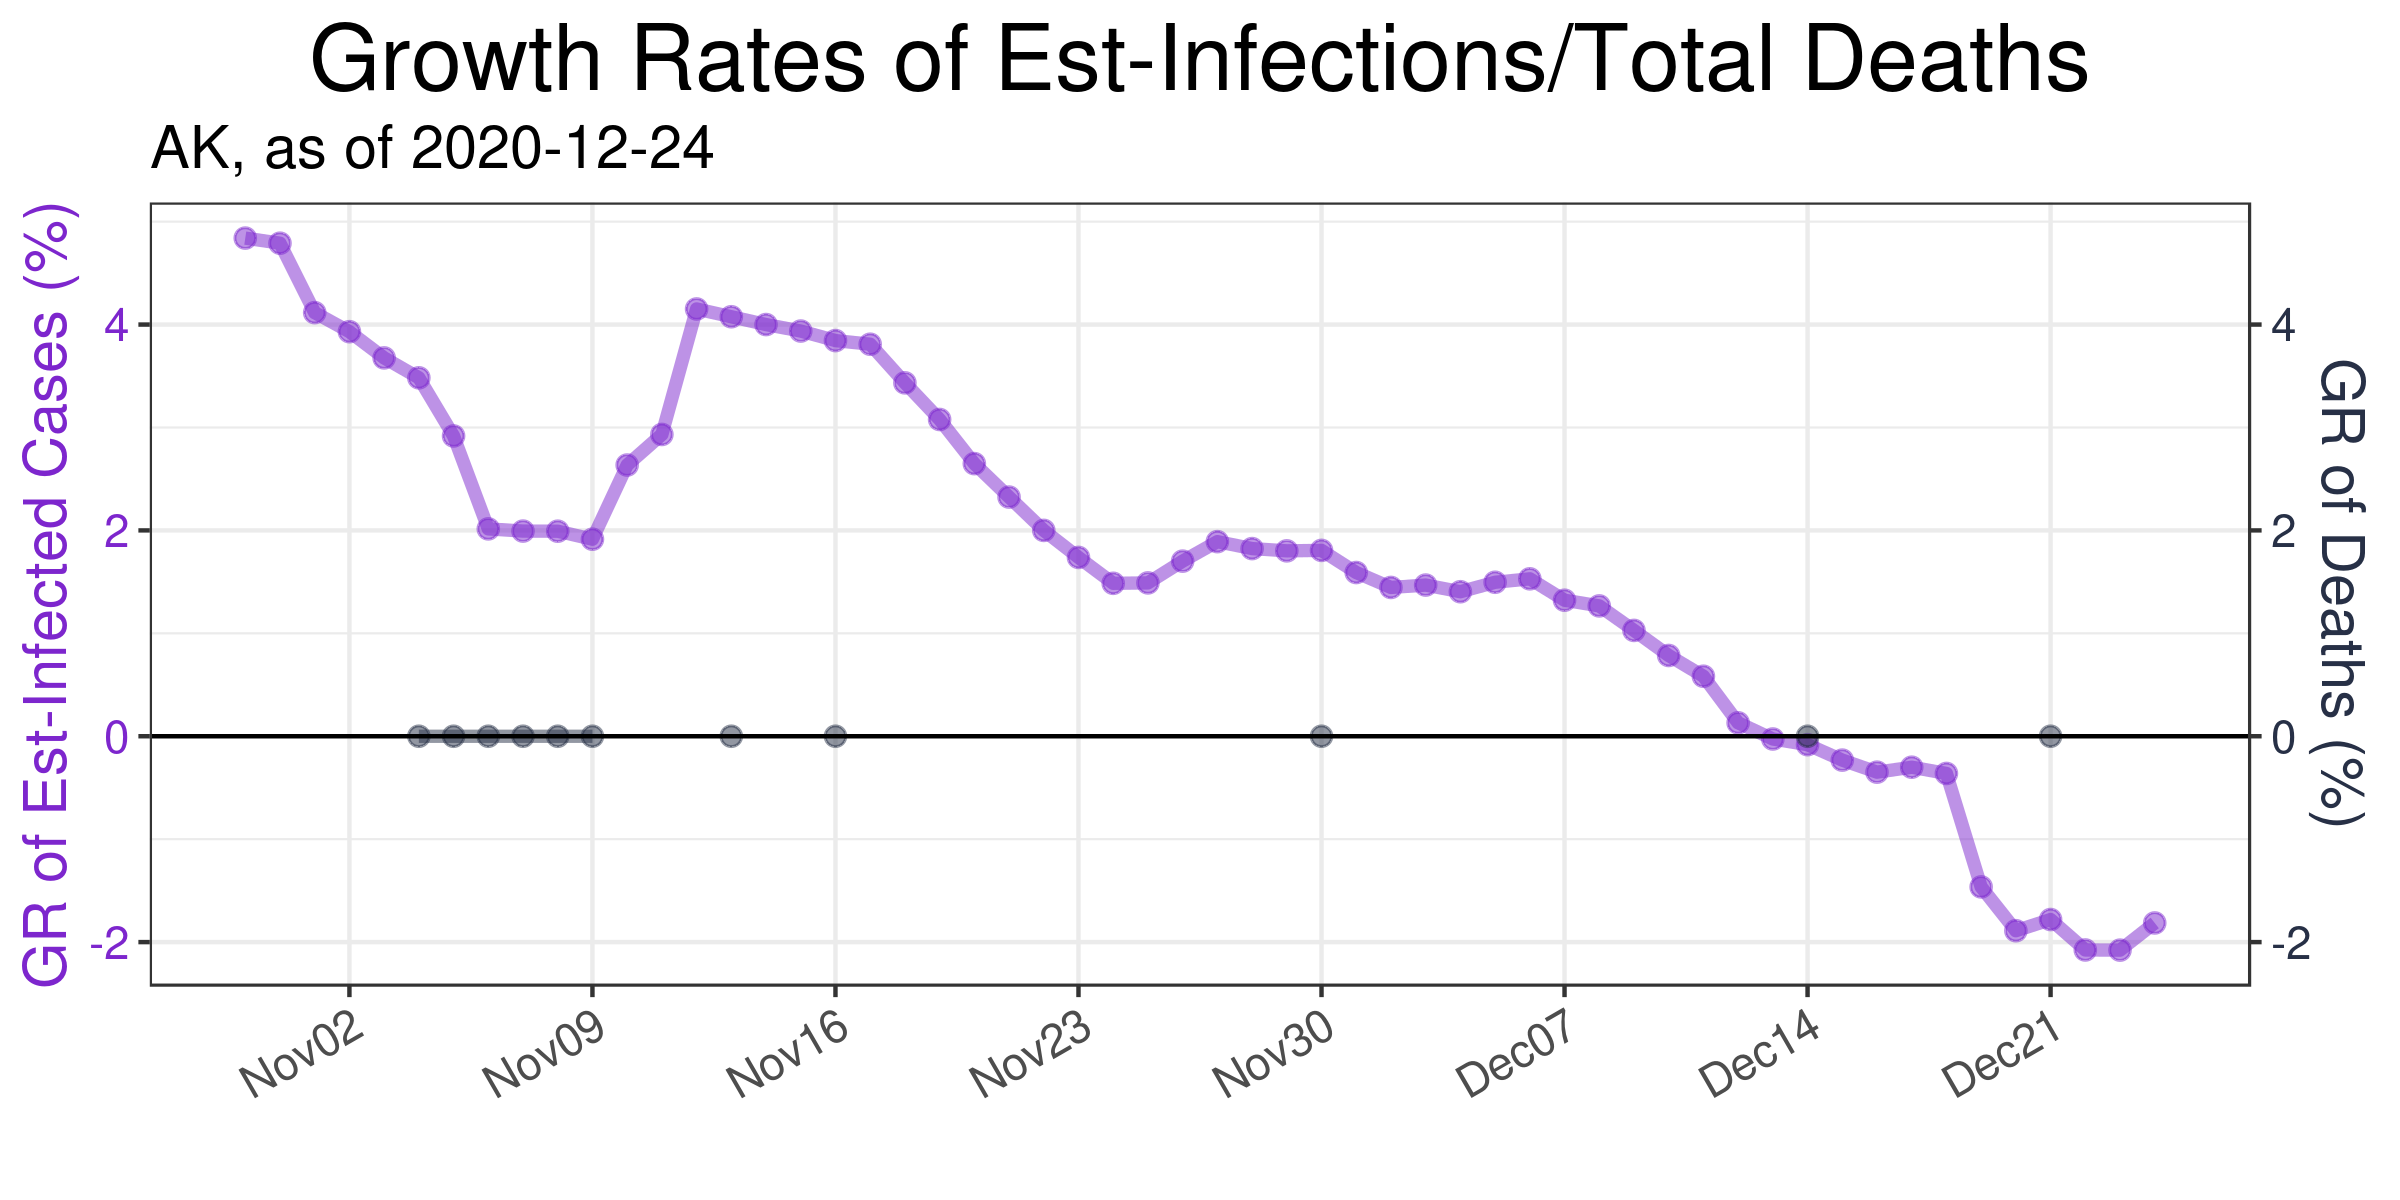 Growth Rates of Est-Infections/Total Deaths
AK, as of 2020-12-24
GR of Est-Infected Cases (%)
4
2
0
-2
4
2
0
-2
GR of Deaths (%)
Nov02
Nov09
Nov16
Nov23
Nov30
Dec07
Dec14
Dec21